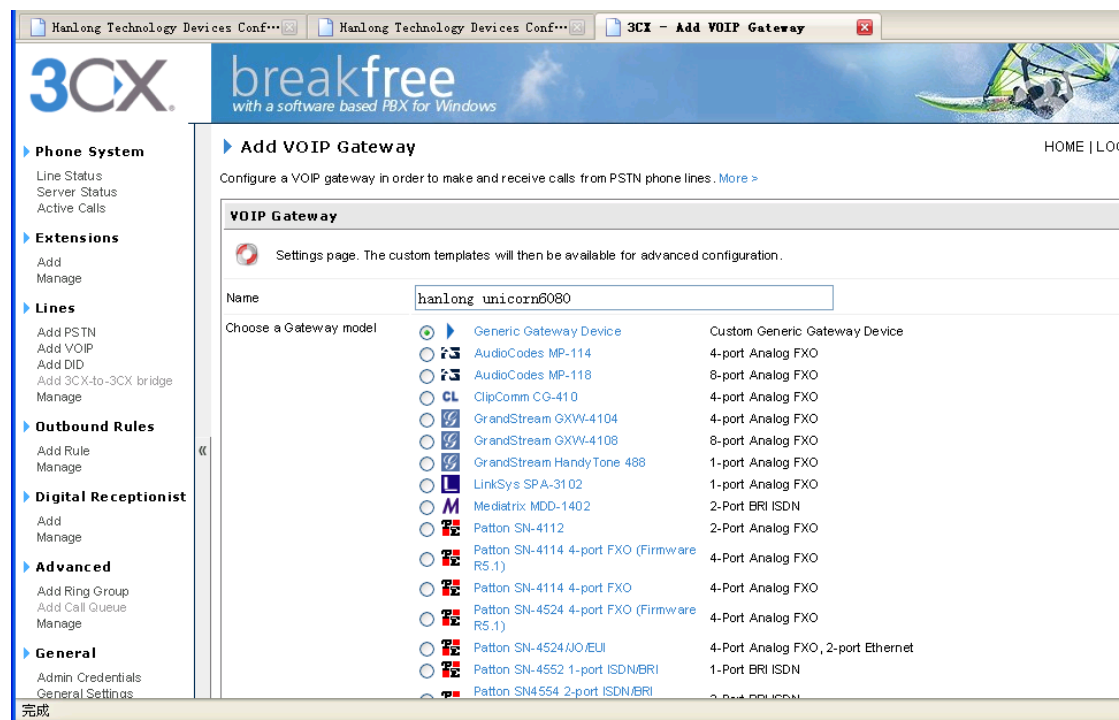 Hanlong Technology Devices Conf…
Hanlong Technology Devices Conf…
3CX - Add VOIP Gateway
3CX.
breakfree
with a software based PBX for Windows
Phone System
Line Status
Server Status
Active Calls
Extensions
Add
Manage
Lines
Add PSTN
Add VOIP
Add DID
Add 3CX-to-3CX bridge
Manage
Outbound Rules
Add Rule
Manage
Digital Receptionist
Add
Manage
Advanced
Add Ring Group
Add Call Queue
Manage
General
Admin Credentials
General Settings
«
Add VOIP Gateway
HOME | LOG
Configure a VOIP gateway in order to make and receive calls from PSTN phone lines. More >
VOIP Gateway
Settings page. The custom templates will then be available for advanced configuration.
Name hanlong unicorn6080
Choose a Gateway model
Generic Gateway Device Custom Generic Gateway Device
AudioCodes MP-114 4-port Analog FXO
AudioCodes MP-118 8-port Analog FXO
CL ClipComm CG-410 4-port Analog FXO
GrandStream GXW-4104 4-port Analog FXO
GrandStream GXW-4108 8-port Analog FXO
GrandStream HandyTone 488 1-port Analog FXO
LinkSys SPA-3102 1-port Analog FXO
Mediatrix MDD-1402 2-Port BRI ISDN
Patton SN-4112 2-Port Analog FXO
Patton SN-4114 4-port FXO (Firmware
R5.1) 4-Port Analog FXO
Patton SN-4114 4-port FXO 4-Port Analog FXO
Patton SN-4524 4-port FXO (Firmware
R5.1) 4-Port Analog FXO
Patton SN-4524/JO/EUI 4-Port Analog FXO, 2-port Ethernet
Patton SN-4552 1-port ISDN/BRI 1-Port BRI ISDN
Patton SN4554 2-port ISDN/BRI 2-Port BRI ISDN
完成